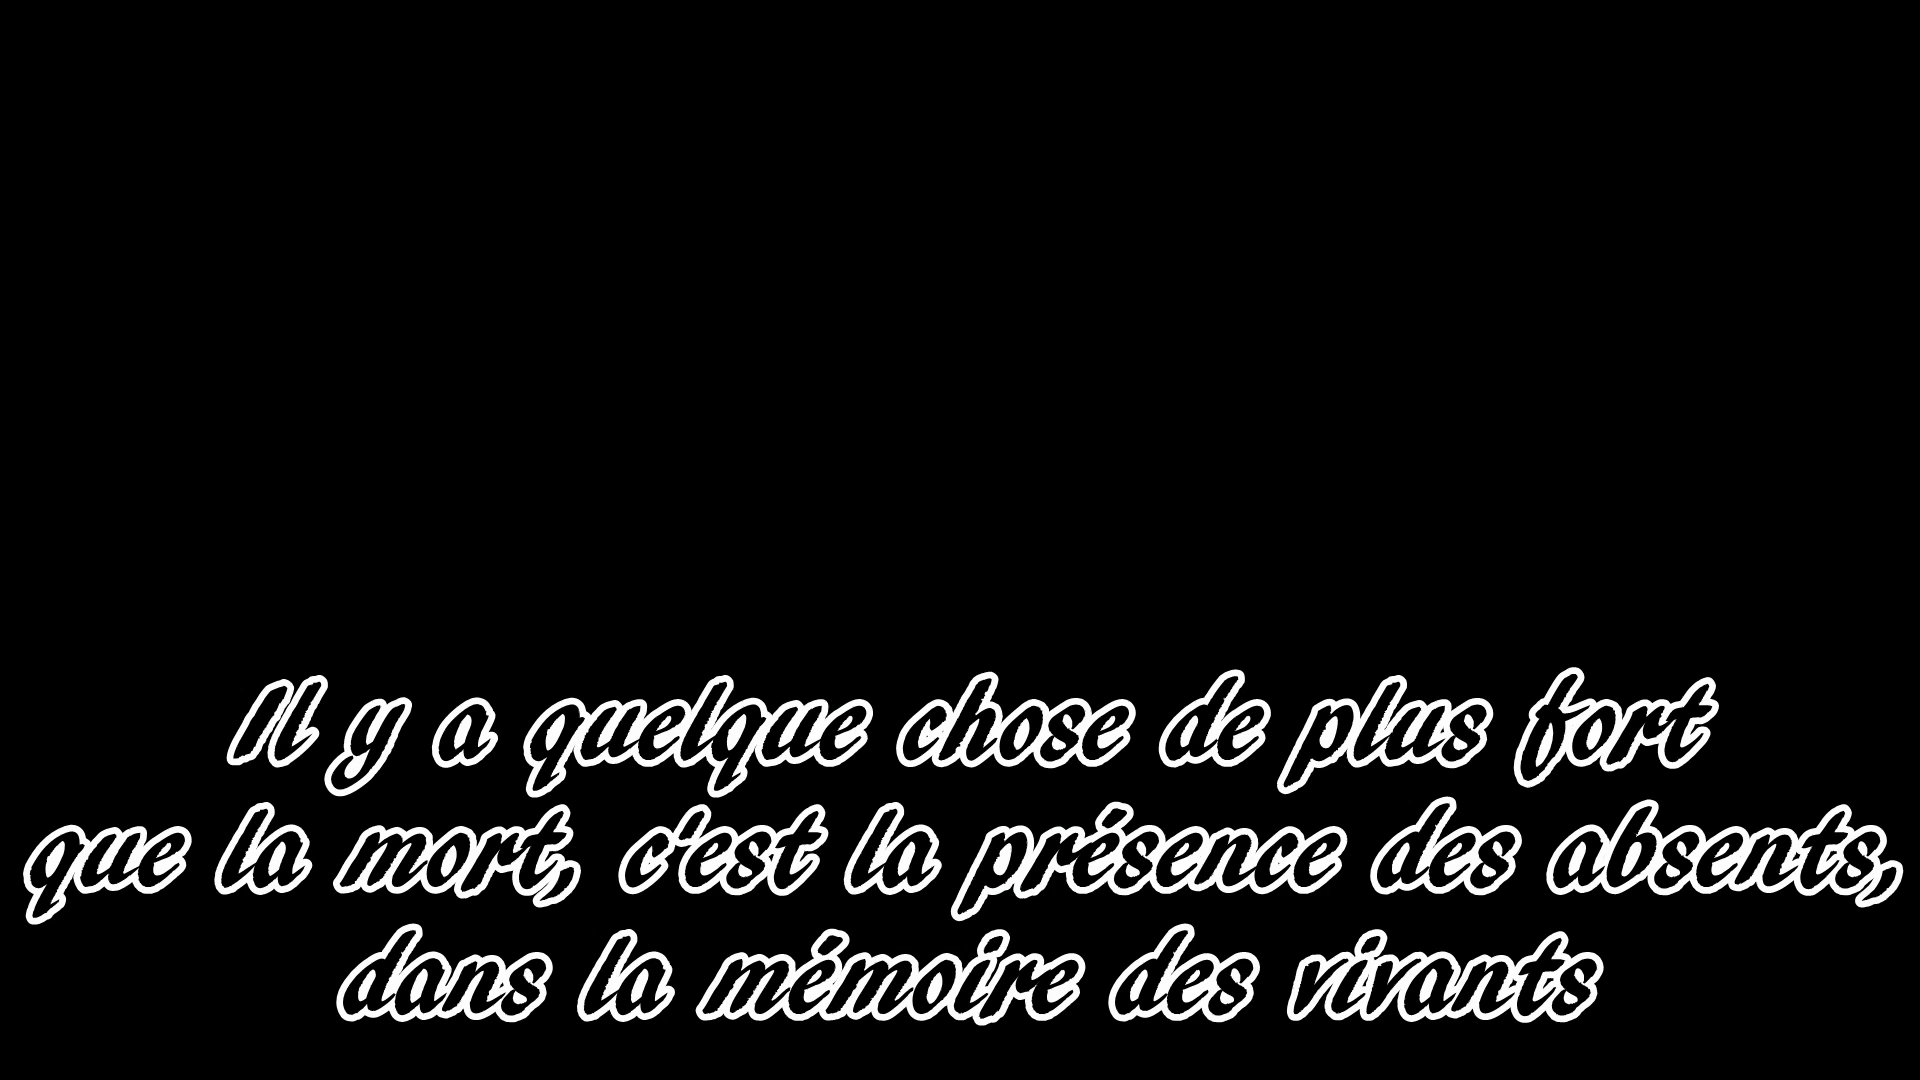 Il y a quelque chose de plus fort
que la mort, c'est la présence des absents,
dans la mémoire des vivants